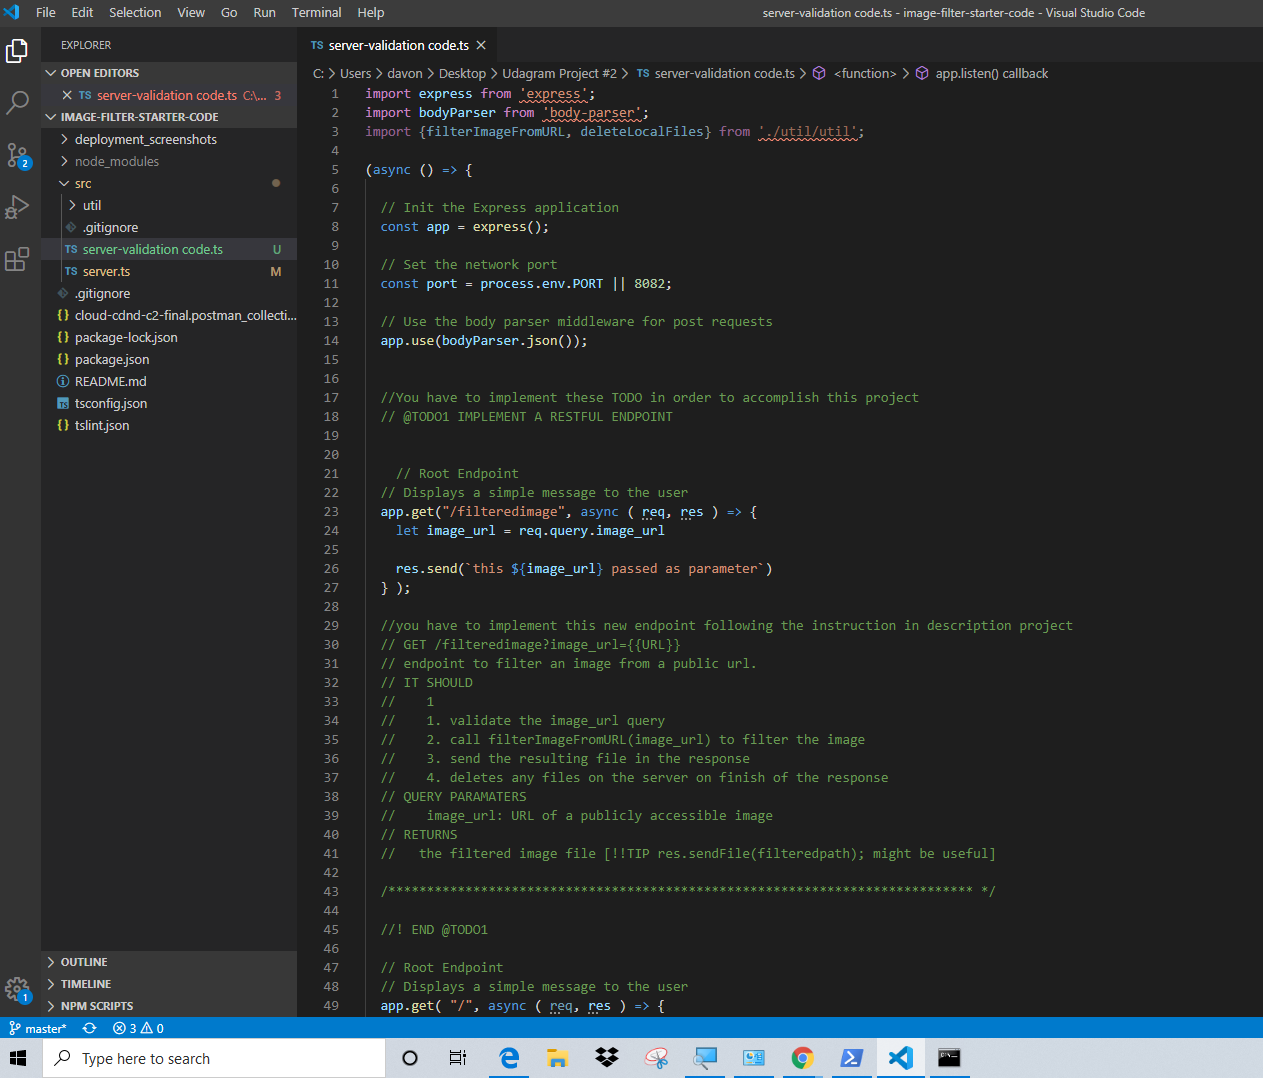 File Edit Selection View Go Run Terminal Help server-validation code.ts - image-filter-starter-code - Visual Studio Code
EXPLORER
OPEN EDITORS
TS server-validation code.ts C:\... 3
IMAGE-FILTER-STARTER-CODE
deployment_screenshots
node_modules
src
util
.gitignore
TS server-validation code.ts U
TS server.ts M
.gitignore
{} cloud-cdnd-c2-final.postman_collecti...
{} package-lock.json
{} package.json
README.md
TS tsconfig.json
{} tslint.json
OUTLINE
TIMELINE
NPM SCRIPTS
2
1
TS server-validation code.ts
C: > Users > davon > Desktop > Udagram Project #2 > TS server-validation code.ts > <function> > app.listen() callback
1 import express from 'express';
2 import bodyParser from 'body-parser';
3 import {filterImageFromURL, deleteLocalFiles} from './util/util';
4
5 (async () => {
6
7 // Init the Express application
8 const app = express();
9
10 // Set the network port
11 const port = process.env.PORT || 8082;
12
13 // Use the body parser middleware for post requests
14 app.use(bodyParser.json());
15
16
17 //You have to implement these TODO in order to accomplish this project
18 // @TODO1 IMPLEMENT A RESTFUL ENDPOINT
19
20
21 // Root Endpoint
22 // Displays a simple message to the user
23 app.get("/filteredimage", async ( req, res ) => {
24 let image_url = req.query.image_url
25
26 res.send(`this ${image_url} passed as parameter`)
27 } );
28
29 //you have to implement this new endpoint following the instruction in description project
30 // GET /filteredimage?image_url={{URL}}
31 // endpoint to filter an image from a public url.
32 // IT SHOULD
33 // 1
34 // 1. validate the image_url query
35 // 2. call filterImageFromURL(image_url) to filter the image
36 // 3. send the resulting file in the response
37 // 4. deletes any files on the server on finish of the response
38 // QUERY PARAMATERS
39 // image_url: URL of a publicly accessible image
40 // RETURNS
41 // the filtered image file [!!TIP res.sendFile(filteredpath); might be useful]
42
43 /**************************************************************************** */
44
45 //! END @TODO1
46
47 // Root Endpoint
48 // Displays a simple message to the user
49 app.get( "/", async ( req, res ) => {
master* 3 0
Type here to search